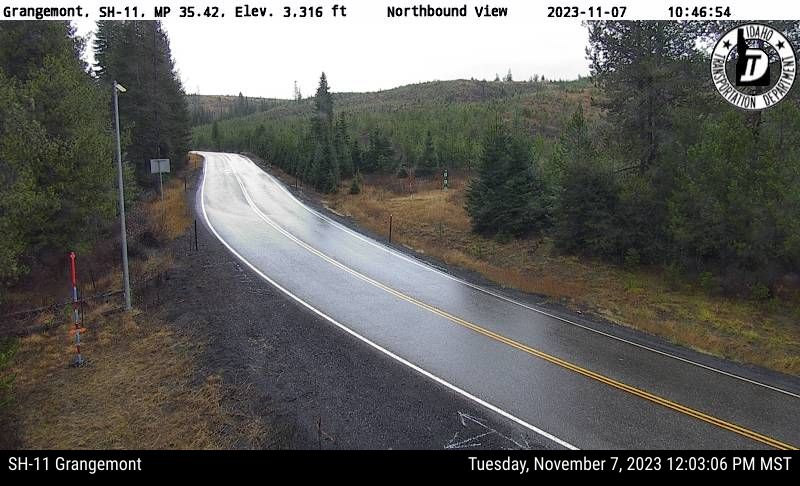 Grangemont, SH-11, MP 35.42, Elev. 3,316 ft Northbound View 2023-11-07 10:46:54
IDAHO
TRANSPORTATION DEPARTMENT
SH-11 Grangemont Tuesday, November 7, 2023 12:03:06 PM MST